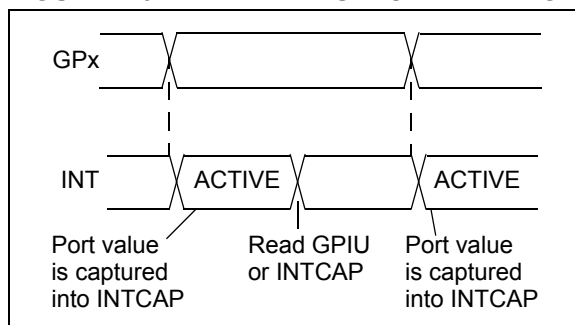 GPx
INT
ACTIVE
ACTIVE
Port value
is captured
into INTCAP
Read GPIU
or INTCAP
Port value
is captured
into INTCAP